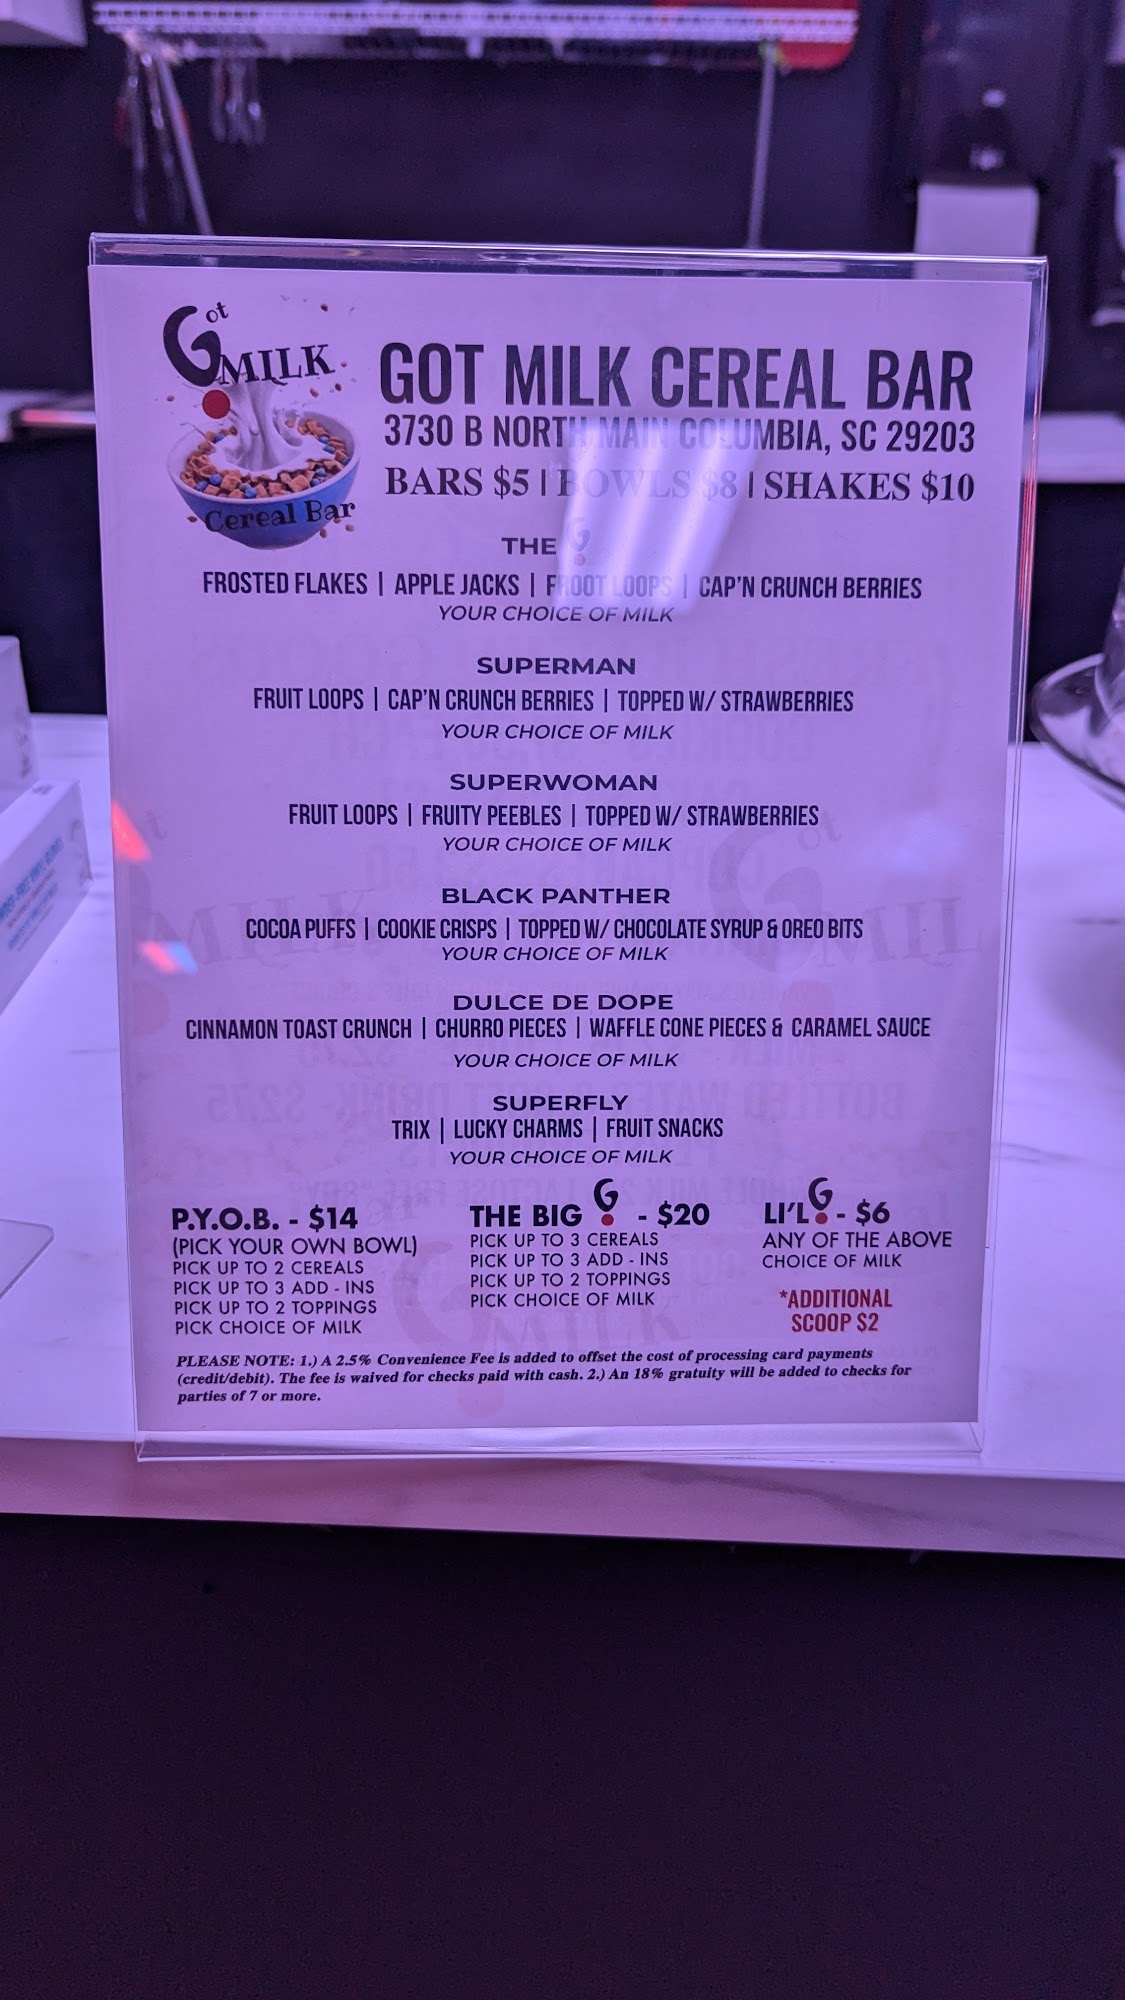 Got
MILK
Cereal Bar
GOT MILK CEREAL BAR
3730 B NORTH MAIN COLUMBIA, SC 29203
BARS $5 | BOWLS $8 | SHAKES $10
THE G
FROSTED FLAKES | APPLE JACKS | FROOT LOOPS | CAP'N CRUNCH BERRIES
YOUR CHOICE OF MILK
SUPERMAN
FRUIT LOOPS | CAP'N CRUNCH BERRIES | TOPPED W/ STRAWBERRIES
YOUR CHOICE OF MILK
SUPERWOMAN
FRUIT LOOPS | FRUITY PEEBLES | TOPPED W/ STRAWBERRIES
YOUR CHOICE OF MILK
BLACK PANTHER
COCOA PUFFS | COOKIE CRISPS | TOPPED W/ CHOCOLATE SYRUP & OREO BITS
YOUR CHOICE OF MILK
DULCE DE DOPE
CINNAMON TOAST CRUNCH | CHURRO PIECES | WAFFLE CONE PIECES & CARAMEL SAUCE
YOUR CHOICE OF MILK
SUPERFLY
TRIX | LUCKY CHARMS | FRUIT SNACKS
YOUR CHOICE OF MILK
P.Y.O.B. - $14
(PICK YOUR OWN BOWL)
PICK UP TO 2 CEREALS
PICK UP TO 3 ADD - INS
PICK UP TO 2 TOPPINGS
PICK CHOICE OF MILK
THE BIG G - $20
PICK UP TO 3 CEREALS
PICK UP TO 3 ADD - INS
PICK UP TO 2 TOPPINGS
PICK CHOICE OF MILK
LI'L G - $6
ANY OF THE ABOVE
CHOICE OF MILK
*ADDITIONAL
SCOOP $2
PLEASE NOTE: 1.) A 2.5% Convenience Fee is added to offset the cost of processing card payments
(credit/debit). The fee is waived for checks paid with cash. 2.) An 18% gratuity will be added to checks for
parties of 7 or more.